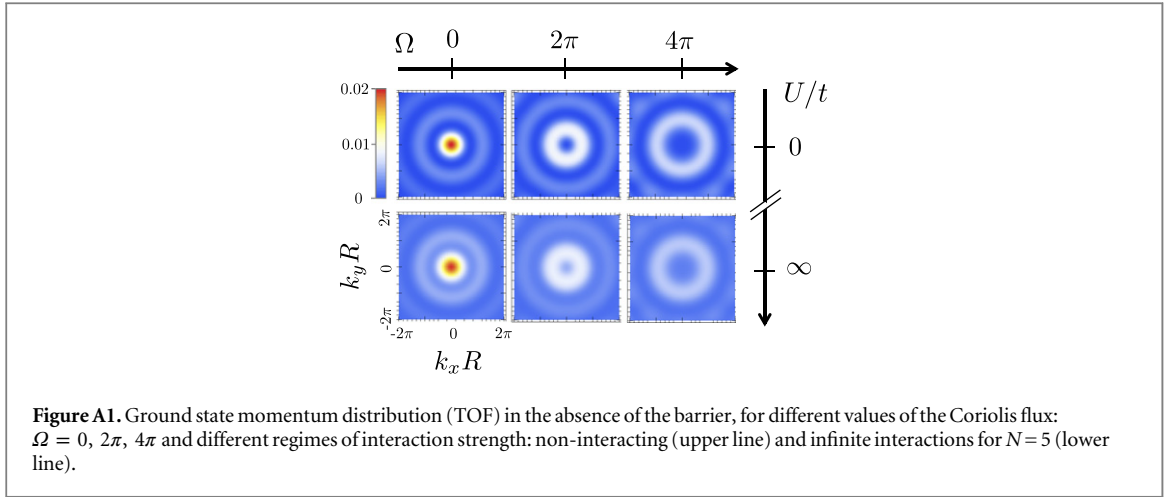 Ω 0 2π 4π
0.02 U/t
0.01 0
0
2π
k_yR 0 ∞
-2π
-2π 0 2π
k_xR
Figure A1. Ground state momentum distribution (TOF) in the absence of the barrier, for different values of the Coriolis flux:
Ω = 0, 2π, 4π and different regimes of interaction strength: non-interacting (upper line) and infinite interactions for N = 5 (lower
line).